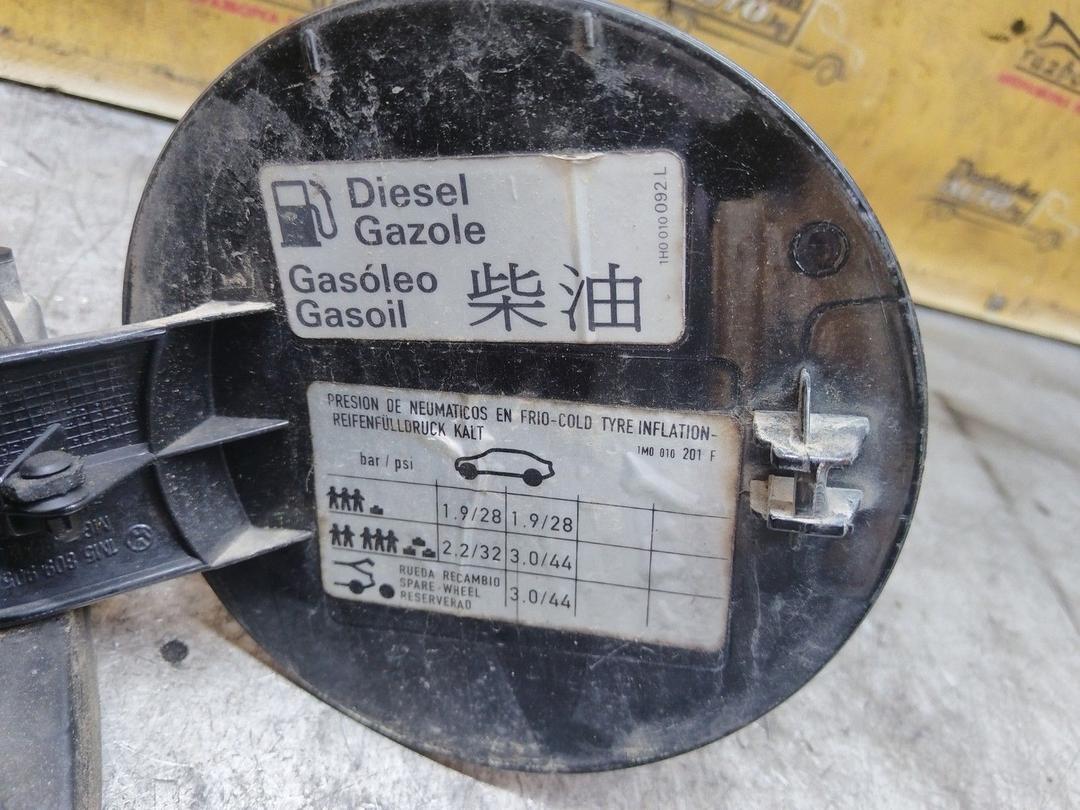 Diesel
Gazole
Gasóleo
Gasoil
柴油
1H0 010 092 L
PRESION DE NEUMATICOS EN FRIO-COLD TYRE INFLATION-
REIFENFÜLLDRUCK KALT
1M0 010 201 F
bar / psi
1.9/28 1.9/28
2.2/32 3.0/44
RUEDA RECAMBIO
SPARE-WHEEL
RESERVERAD
3.0/44